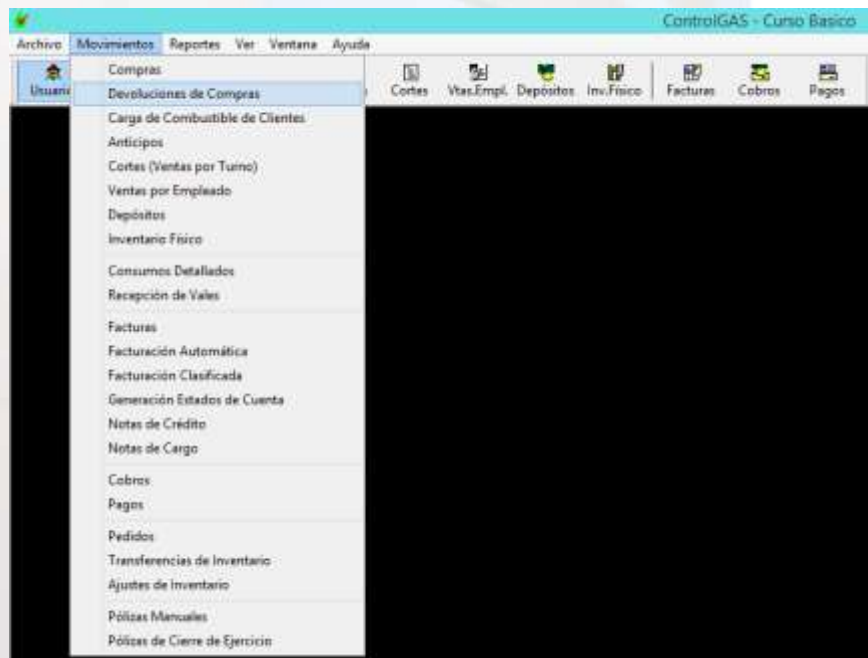 ControlGAS - Curso Basico
Archivo Movimientos Reportes Ver Ventana Ayuda
Cortes Vtas.Empl. Depósitos Inv.Físico Facturas Cobros Pagos
Compras
Devoluciones de Compras
Carga de Combustible de Clientes
Anticipos
Cortes (Ventas por Turno)
Ventas por Empleado
Depósitos
Inventario Físico
Consumos Detallados
Recepción de Vales
Facturas
Facturación Automática
Facturación Clasificada
Generación Estados de Cuenta
Notas de Crédito
Notas de Cargo
Cobros
Pagos
Pedidos
Transferencias de Inventario
Ajustes de Inventario
Pólizas Manuales
Pólizas de Cierre de Ejercicio